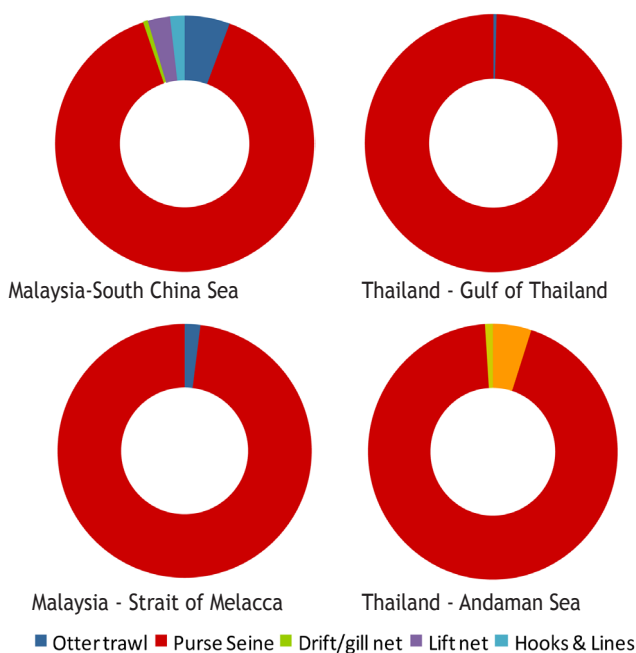 Malaysia-South China Sea
Thailand - Gulf of Thailand
Malaysia - Strait of Melacca
Thailand - Andaman Sea
Otter trawl Purse Seine Drift/gill net Lift net Hooks & Lines